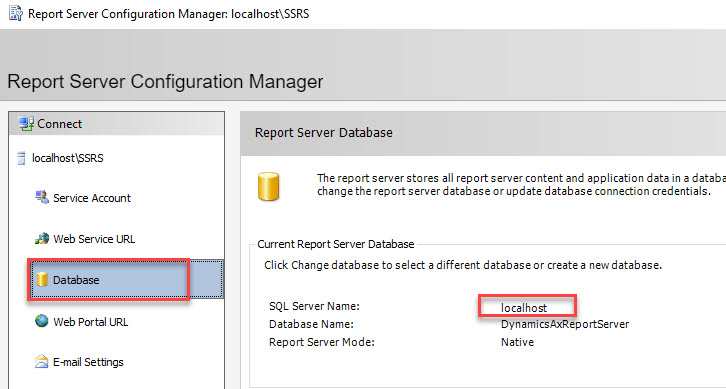 Report Server Configuration Manager: localhost\SSRS
Report Server Configuration Manager
Connect
localhost\SSRS
Service Account
Web Service URL
Database
Web Portal URL
E-mail Settings
Report Server Database
The report server stores all report server content and application data in a databa
change the report server database or update database connection credentials.
Current Report Server Database
Click Change database to select a different database or create a new database.
SQL Server Name: localhost
Database Name: DynamicsAxReportServer
Report Server Mode: Native